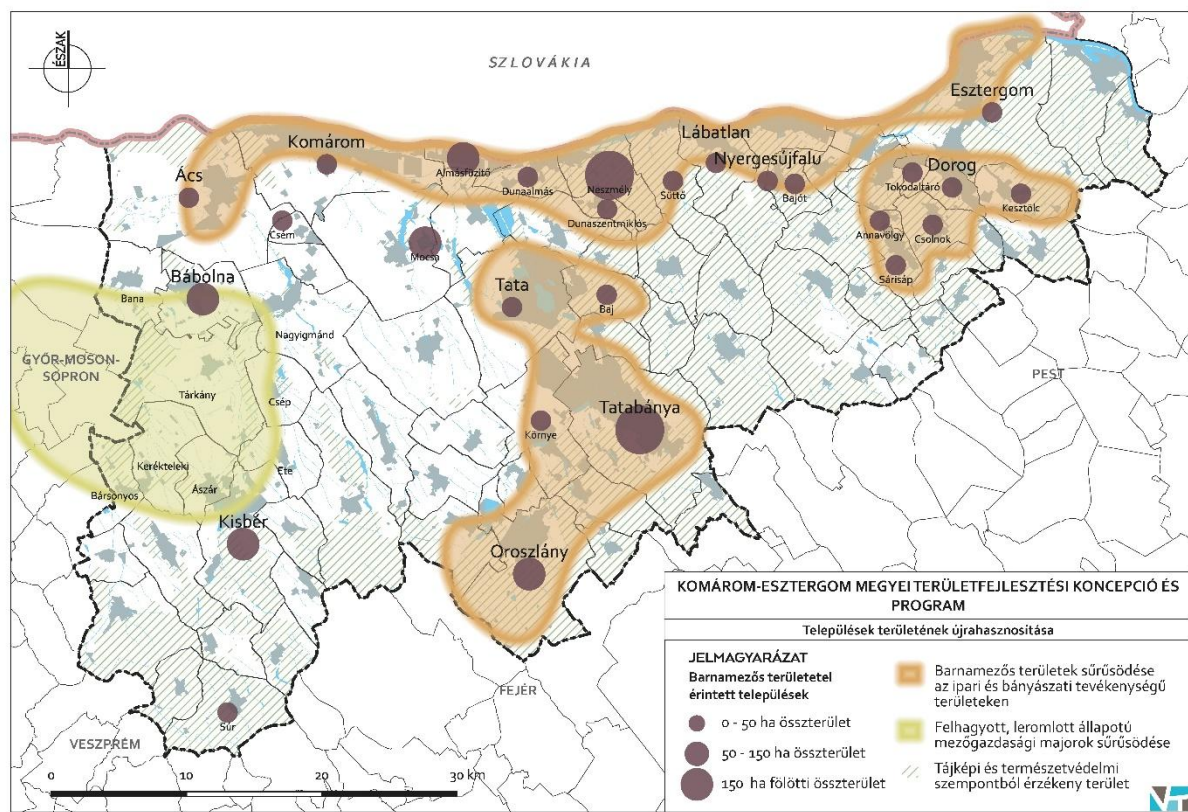 ÉSZAK
SZLOVÁKIA
Esztergom
Komárom
Lábatlan
Ács
Almásfüzitő
Dunaalmás
Neszmély
Süttő
Nyergesújfalu
Bajót
Dorog
Tokodaltáró
Kesztölc
Dunaszentmiklós
Annavölgy
Csolnok
Csém
Mocsa
Sárisáp
Bábolna
Bana
Tata
Baj
Nagyigmánd
GYŐR-MOSON-
SOPRON
PEST
Tárkány
Csép
Tatabánya
Környe
Kerékteleki
Ete
Bársonyos
Ászár
Kisbér
Oroszlány
FEJÉR
Súr
VESZPRÉM
0 10 20 30 km
KOMÁROM-ESZTERGOM MEGYEI TERÜLETFEJLESZTÉSI KONCEPCIÓ ÉS
PROGRAM
Települések területének újrahasznosítása
JELMAGYARÁZAT
Barnamezős területetel
érintett települések
0 - 50 ha összterület
50 - 150 ha összterület
150 ha fölötti összterület
Barnamezős területek sűrűsödése
az ipari és bányászati tevékenységű
területeken
Felhagyott, leromlott állapotú
mezőgazdasági majorok sűrűsödése
Tájképi és természetvédelmi
szempontból érzékeny terület